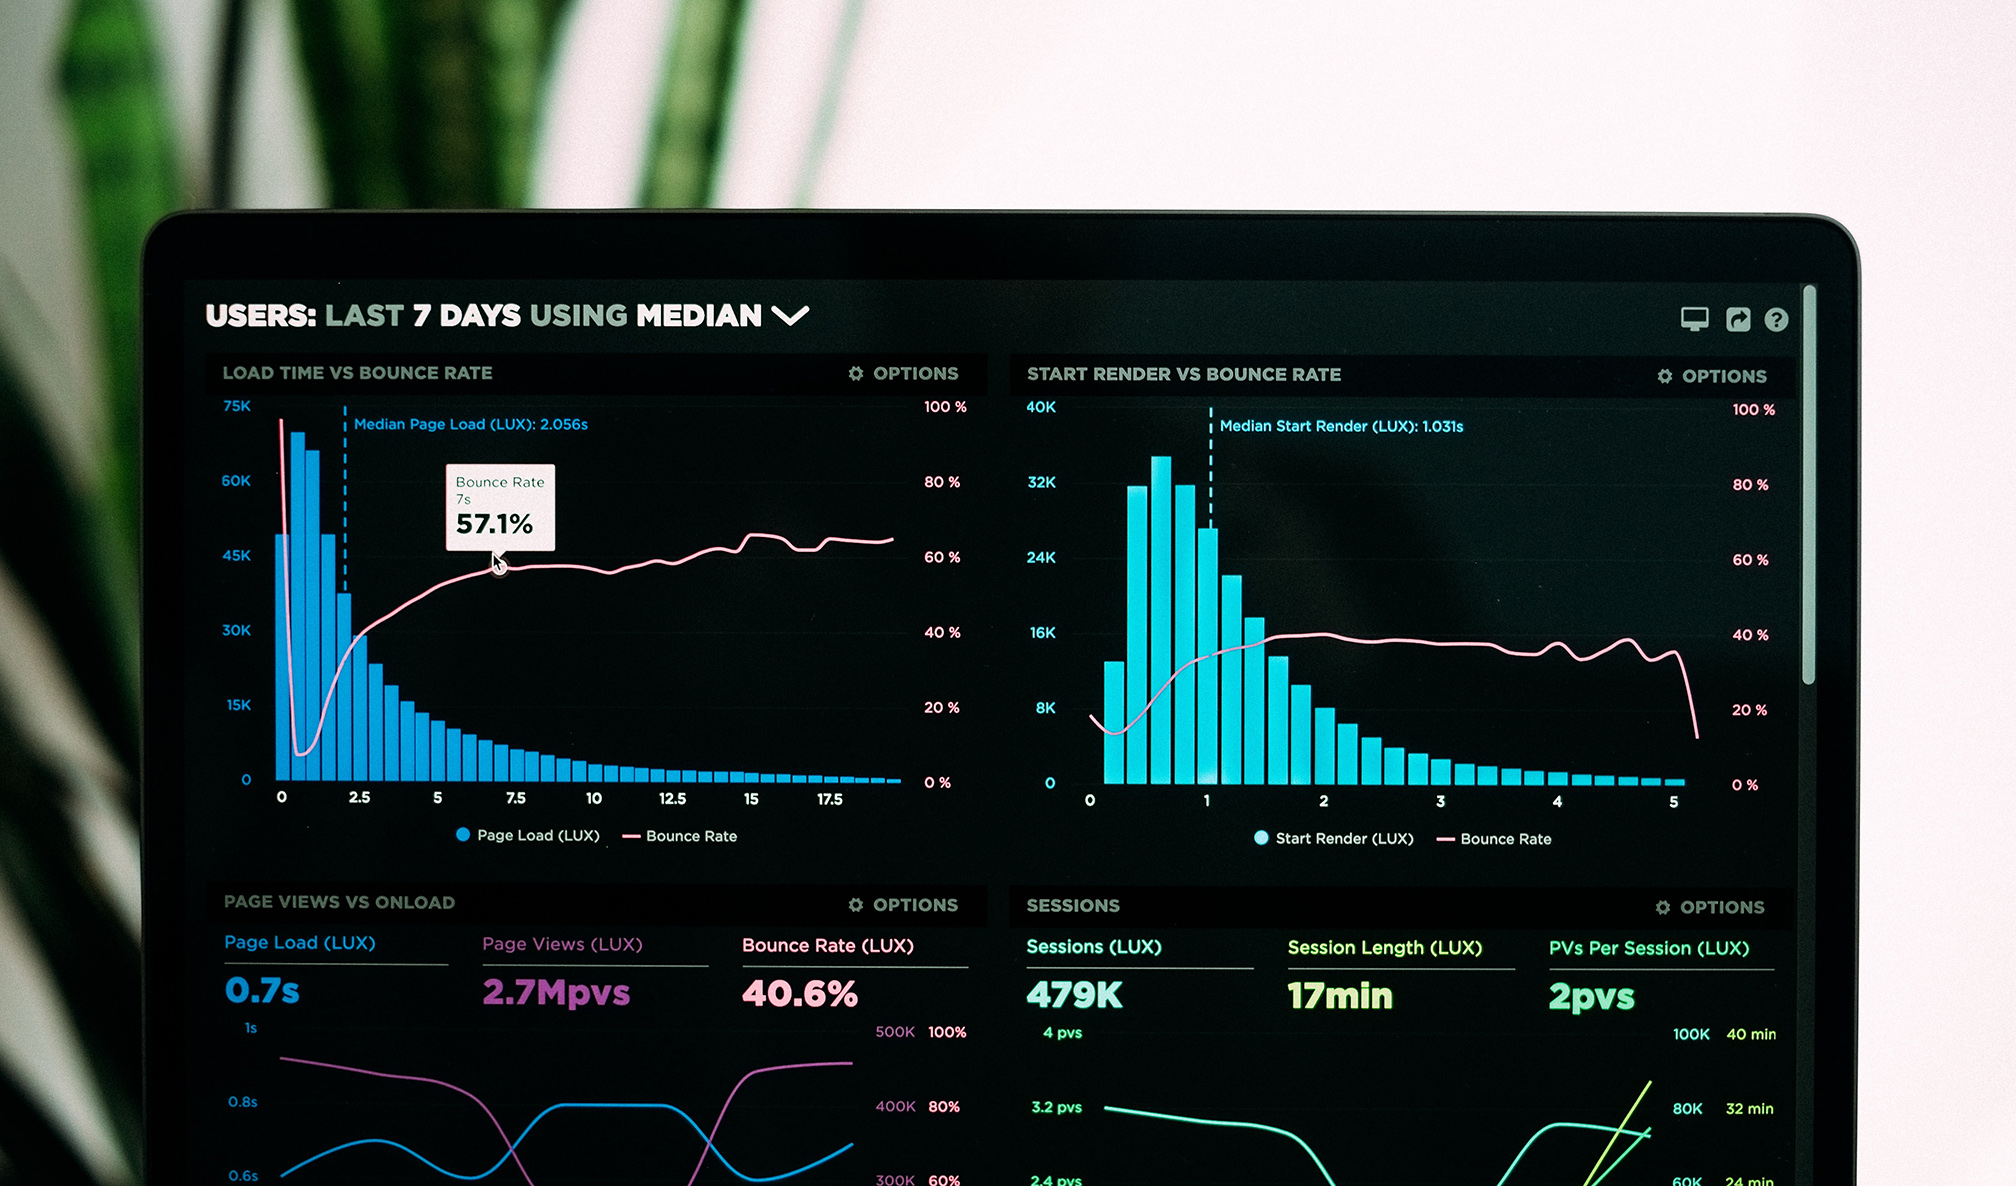 USERS: LAST 7 DAYS USING MEDIAN
LOAD TIME VS BOUNCE RATE
OPTIONS
75K
60K
45K
30K
15K
0
Median Page Load (LUX): 2.056s
Bounce Rate
7s
57.1%
100 %
80 %
60 %
40 %
20 %
0 %
0 2.5 5 7.5 10 12.5 15 17.5
Page Load (LUX) Bounce Rate
START RENDER VS BOUNCE RATE
OPTIONS
40K
32K
24K
16K
8K
0
Median Start Render (LUX): 1.031s
100 %
80 %
60 %
40 %
20 %
0 %
0 1 2 3 4 5
Start Render (LUX) Bounce Rate
PAGE VIEWS VS ONLOAD
OPTIONS
Page Load (LUX) Page Views (LUX) Bounce Rate (LUX)
0.7s 2.7Mpvs 40.6%
1s
0.8s
0.6s
500K 100%
400K 80%
300K 60%
SESSIONS
OPTIONS
Sessions (LUX) Session Length (LUX) PVs Per Session (LUX)
479K 17min 2pvs
4 pvs
3.2 pvs
2.4 pvs
100K 40 min
80K 32 min
60K 24 min